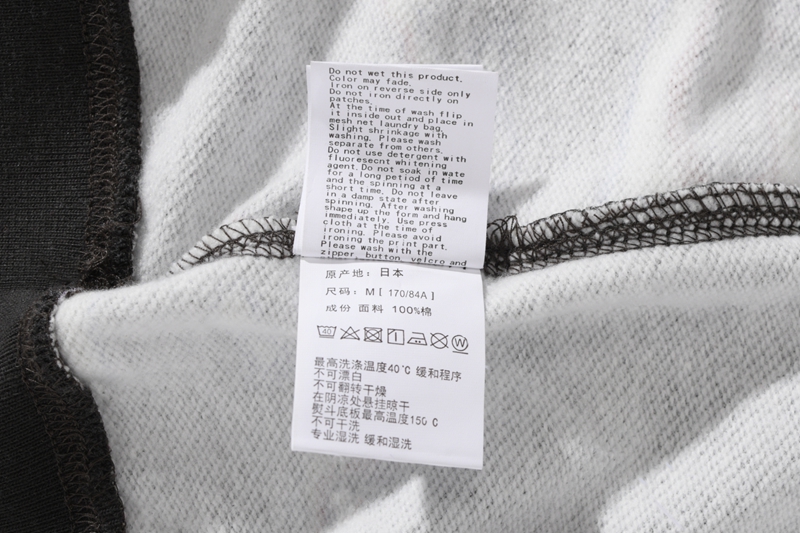 Do not wet this product.
Color may fade.
Iron on reverse side only
Do not iron directly on
patches.
At the time of wash flip
it inside out and place in
mesh net laundry bag.
Slight shrinkage with
washing. Please wash
separate from others.
Do not use detergent with
fluoresecnt whitening
agent. Do not soak in wate
for a long petiod of time
and the spinning at a
short time. Do not leave
in a damp state after
spinning. After washing
shape up the form and hang
immediately. Use press
cloth at the time of
ironing. Please avoid
ironing the print part.
Please wash with the
zipper, button, velcro and
原产地: 日本
尺码: M [ 170/84A ]
成份 面料 100%棉
40 W
最高洗涤温度40℃ 缓和程序
不可漂白
不可翻转干燥
在阴凉处悬挂晾干
熨斗底板最高温度150 C
不可干洗
专业湿洗 缓和湿洗